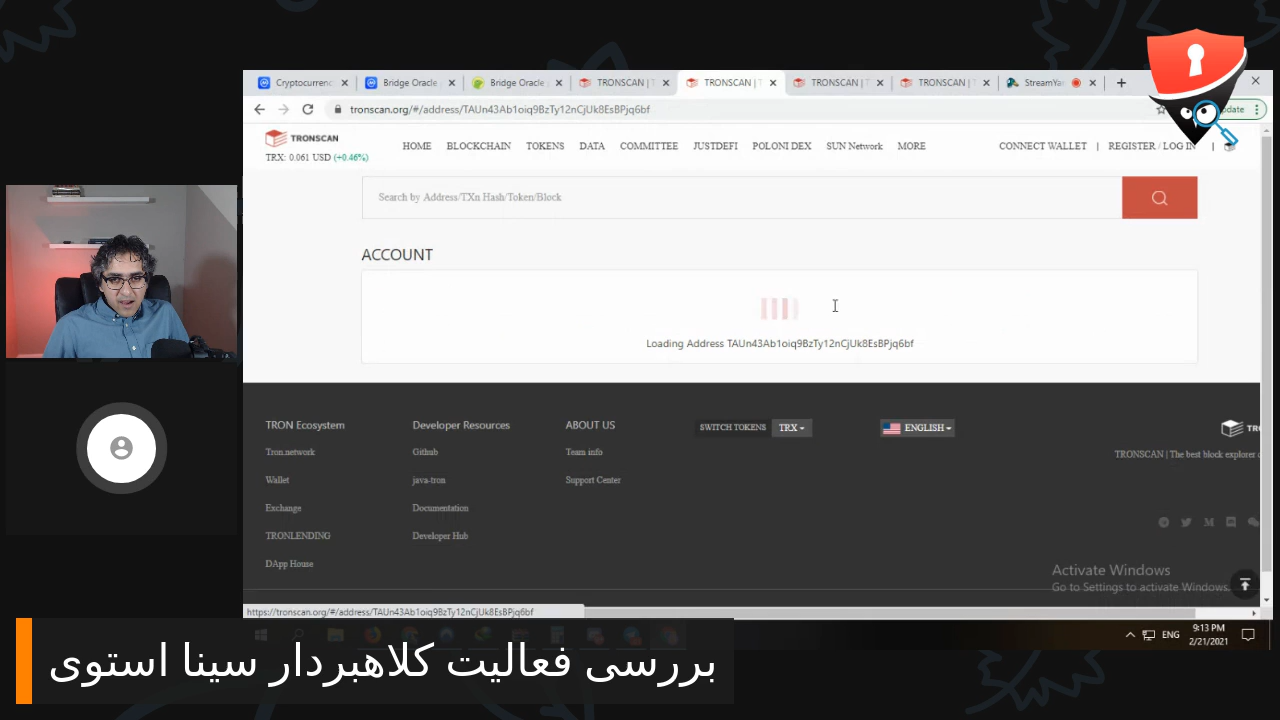 Cryptocurrenc
Bridge Oracle
Bridge Oracle
TRONSCAN | T
TRONSCAN | T
TRONSCAN | T
TRONSCAN | T
StreamYa
tronscan.org/#/address/TAUn43Ab1oiq9BzTy12nCjUk8EsBPjq6bf
date
TRONSCAN
TRX: 0.061 USD (+0.46%)
HOME BLOCKCHAIN TOKENS DATA COMMITTEE JUSTDEFI POLONI DEX SUN Network MORE
CONNECT WALLET | REGISTER / LOG IN |
Search by Address/TXn Hash/Token/Block
ACCOUNT
Loading Address TAUn43Ab1oiq9BzTy12nCjUk8EsBPjq6bf
TRON Ecosystem
Tron.network
Wallet
Exchange
TRONLENDING
DApp House
Developer Resources
Github
java-tron
Documentation
Developer Hub
ABOUT US
Team info
Support Center
SWITCH TOKENS TRX
ENGLISH
TRO
TRONSCAN | The best block explorer
Activate Windows
Go to Settings to activate Windows.
https://tronscan.org/#/address/TAUn43Ab1oiq9BzTy12nCjUk8EsBPjq6bf
ENG
9:13 PM
2/21/2021
بررسی فعالیت کلاهبردار سینا استوی